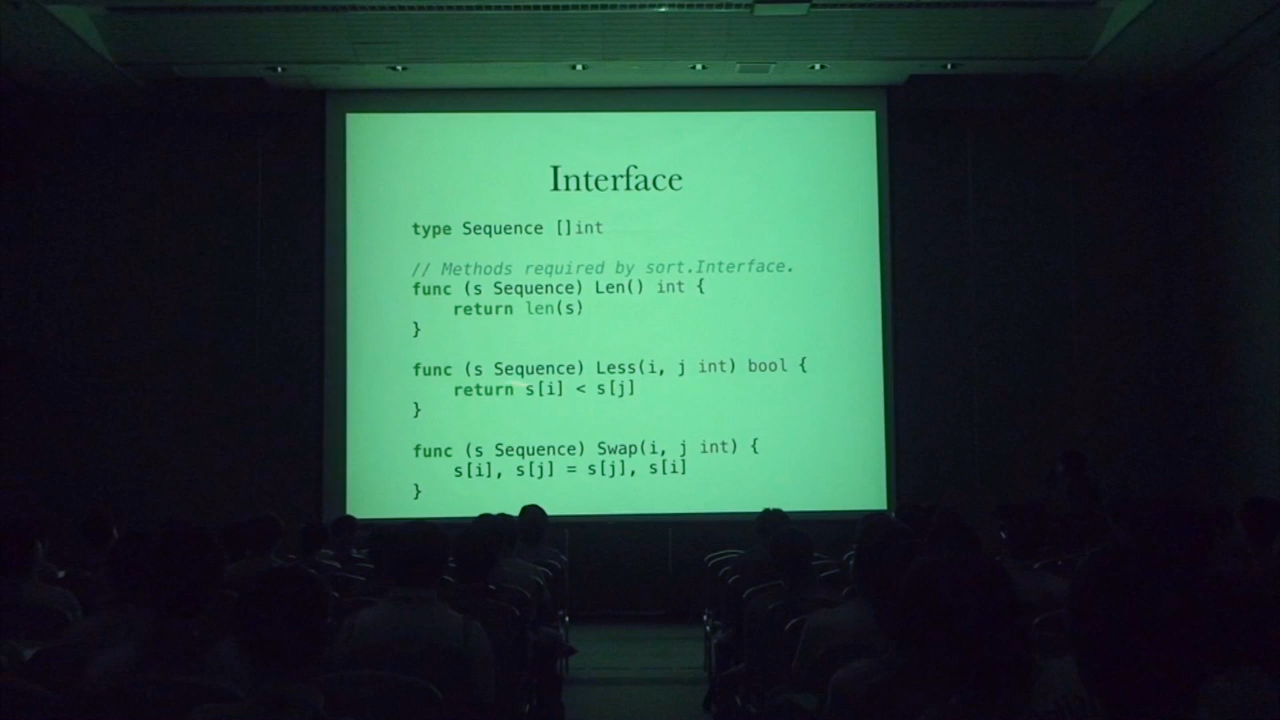 Interface
type Sequence []int
// Methods required by sort.Interface.
func (s Sequence) Len() int {
    return len(s)
}
func (s Sequence) Less(i, j int) bool {
    return s[i] < s[j]
}
func (s Sequence) Swap(i, j int) {
    s[i], s[j] = s[j], s[i]
}